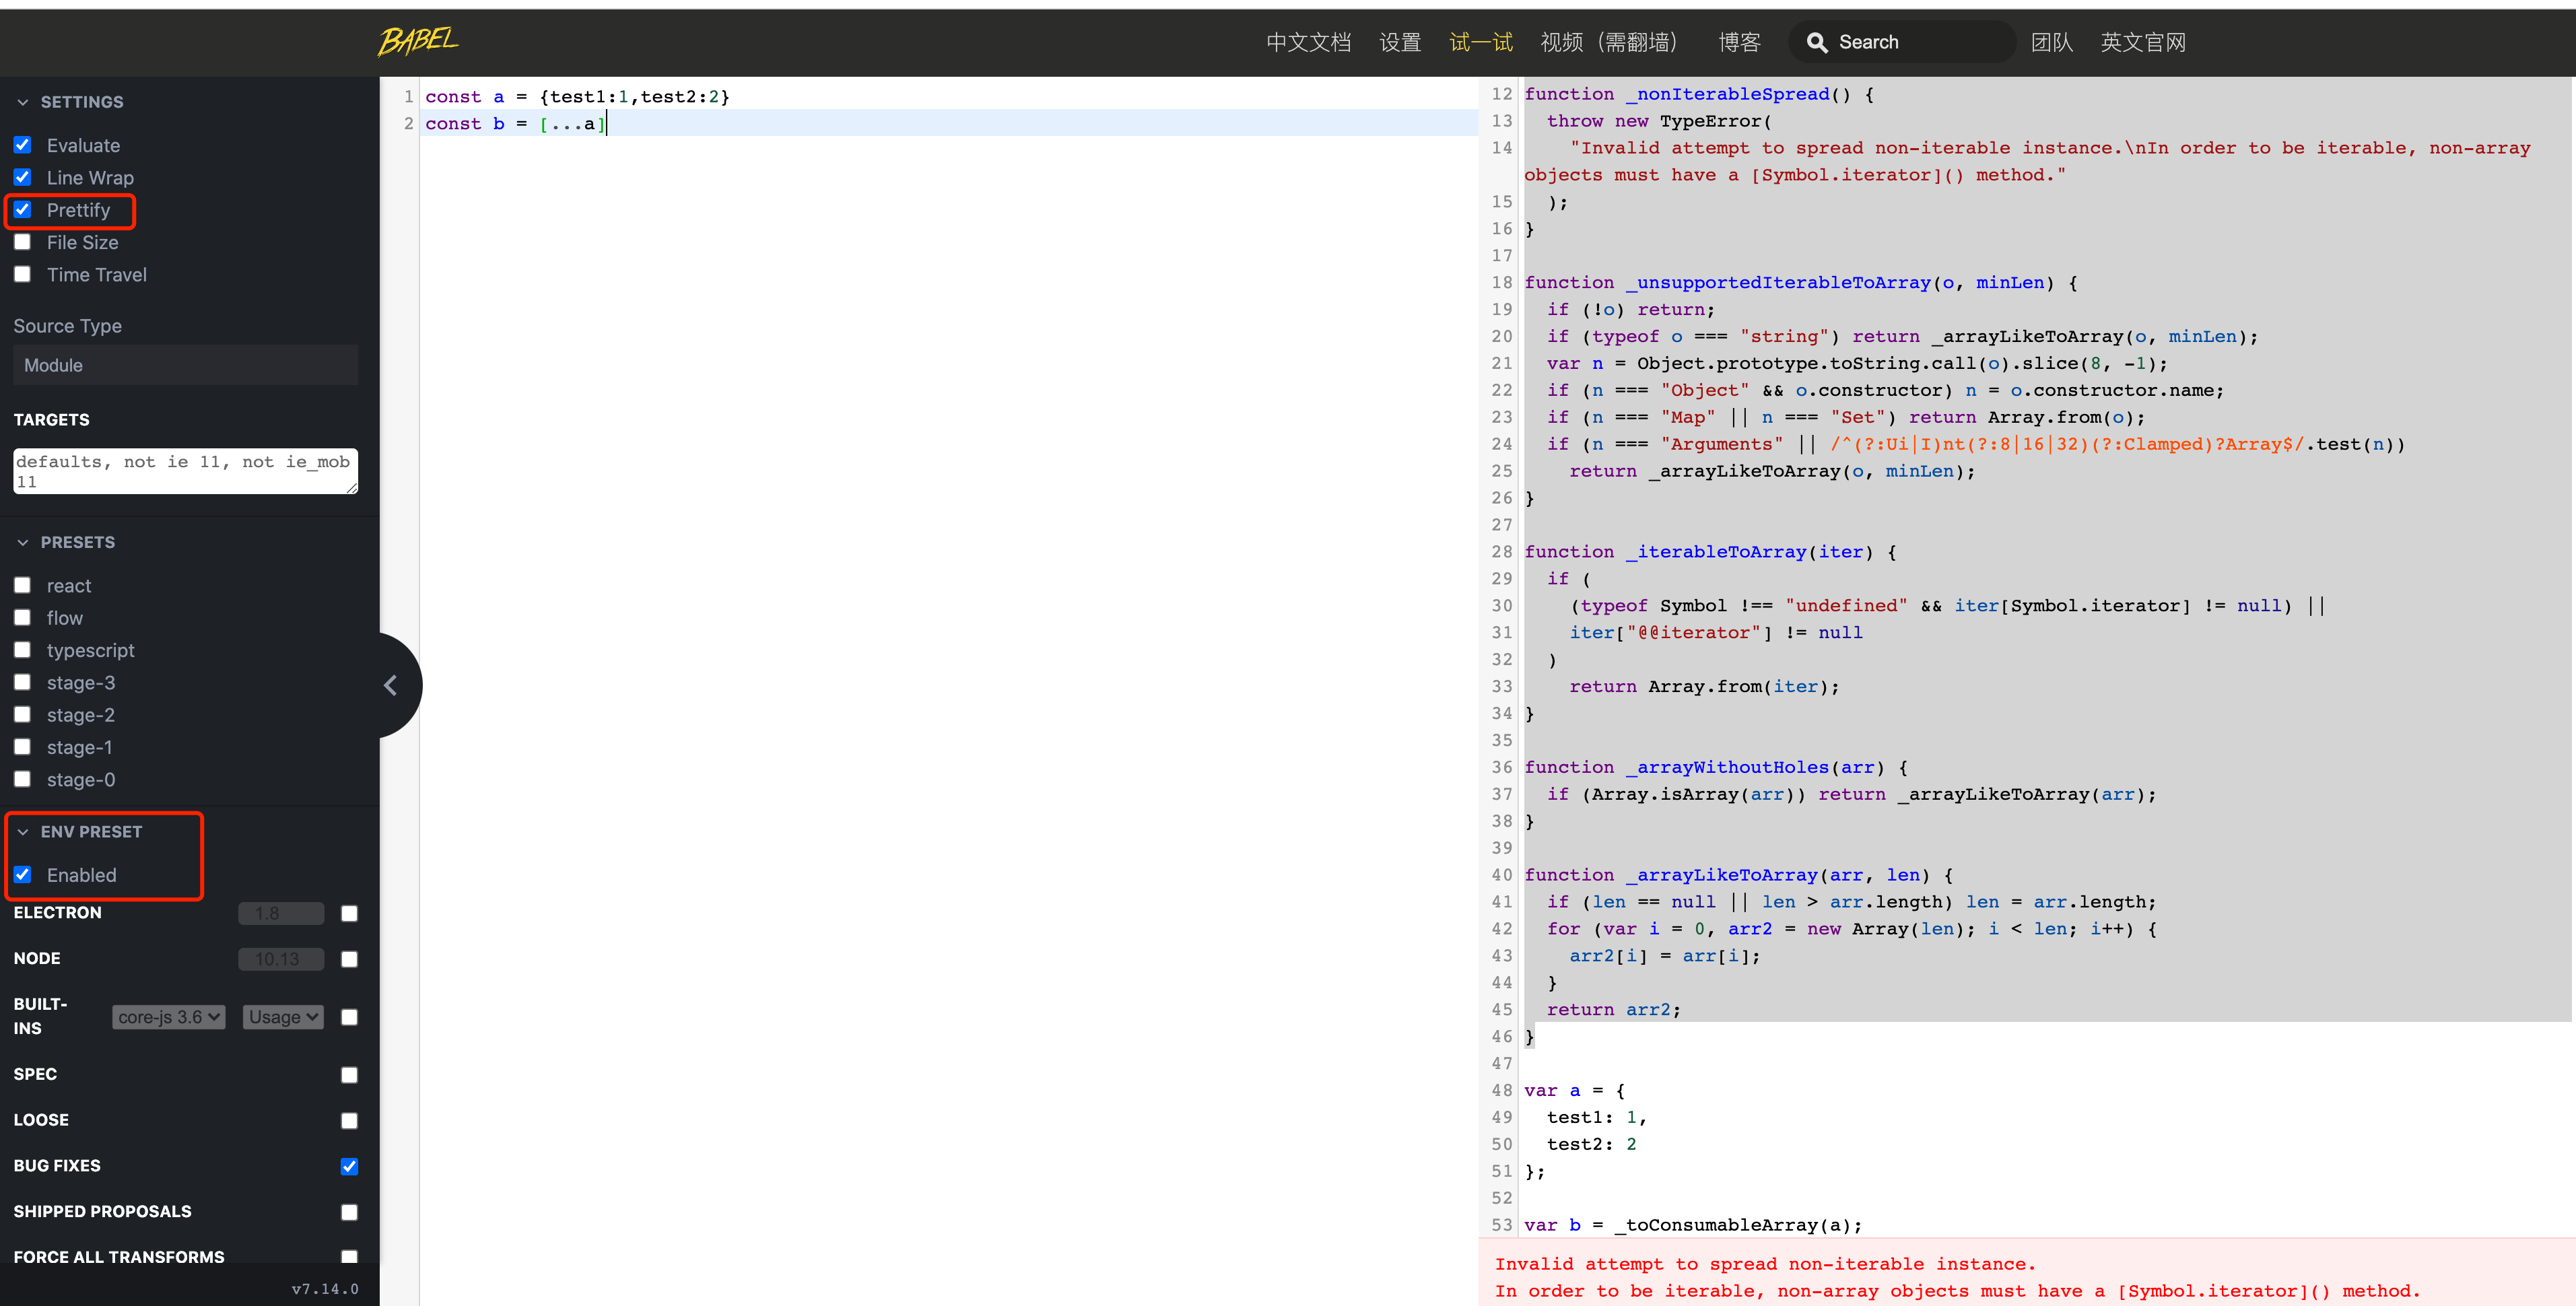 BABEL
中文文档 设置 试一试 视频（需翻墙） 博客 Search 团队 英文官网
SETTINGS
Evaluate
Line Wrap
Prettify
File Size
Time Travel
Source Type
Module
TARGETS
defaults, not ie 11, not ie_mob
11
PRESETS
react
flow
typescript
stage-3
stage-2
stage-1
stage-0
ENV PRESET
Enabled
ELECTRON 1.8
NODE 10.13
BUILT-
INS core-js 3.6 Usage
SPEC
LOOSE
BUG FIXES
SHIPPED PROPOSALS
FORCE ALL TRANSFORMS
v7.14.0
1 const a = {test1:1,test2:2}
2 const b = [...a]
12 function _nonIterableSpread() {
13 throw new TypeError(
14 "Invalid attempt to spread non-iterable instance.\nIn order to be iterable, non-array
objects must have a [Symbol.iterator]() method."
15 );
16 }
17
18 function _unsupportedIterableToArray(o, minLen) {
19 if (!o) return;
20 if (typeof o === "string") return _arrayLikeToArray(o, minLen);
21 var n = Object.prototype.toString.call(o).slice(8, -1);
22 if (n === "Object" && o.constructor) n = o.constructor.name;
23 if (n === "Map" || n === "Set") return Array.from(o);
24 if (n === "Arguments" || /^(?:Ui|I)nt(?:8|16|32)(?:Clamped)?Array$/.test(n))
25 return _arrayLikeToArray(o, minLen);
26 }
27
28 function _iterableToArray(iter) {
29 if (
30 (typeof Symbol !== "undefined" && iter[Symbol.iterator] != null) ||
31 iter["@@iterator"] != null
32 )
33 return Array.from(iter);
34 }
35
36 function _arrayWithoutHoles(arr) {
37 if (Array.isArray(arr)) return _arrayLikeToArray(arr);
38 }
39
40 function _arrayLikeToArray(arr, len) {
41 if (len == null || len > arr.length) len = arr.length;
42 for (var i = 0, arr2 = new Array(len); i < len; i++) {
43 arr2[i] = arr[i];
44 }
45 return arr2;
46 }
47
48 var a = {
49 test1: 1,
50 test2: 2
51 };
52
53 var b = _toConsumableArray(a);
Invalid attempt to spread non-iterable instance.
In order to be iterable, non-array objects must have a [Symbol.iterator]() method.